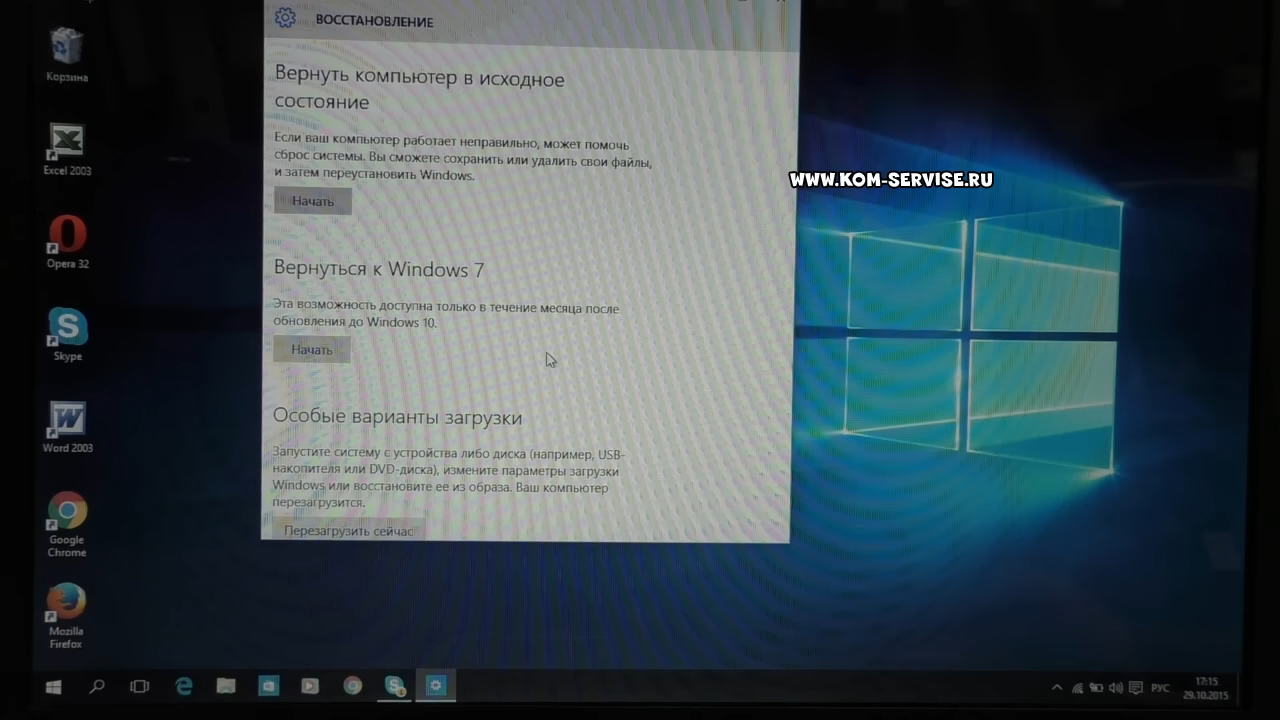 ВОССТАНОВЛЕНИЕ
Вернуть компьютер в исходное
состояние
Если ваш компьютер работает неправильно, может помочь
сброс системы. Вы сможете сохранить или удалить свои файлы,
и затем переустановить Windows.
Начать
Вернуться к Windows 7
Эта возможность доступна только в течение месяца после
обновления до Windows 10.
Начать
Особые варианты загрузки
Запустите систему с устройства либо диска (например, USB-
накопителя или DVD-диска), измените параметры загрузки
Windows или восстановите ее из образа. Ваш компьютер
перезагрузится.
Перезагрузить сейчас
WWW.KOM-SERVISE.RU
Корзина
Excel 2003
Opera 32
Skype
Word 2003
Google
Chrome
Mozilla
Firefox
РУС
17:15
29.10.2015